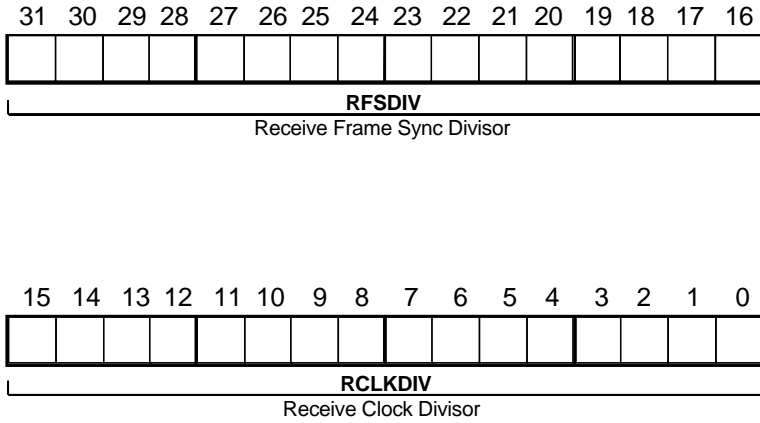 31 30 29 28 27 26 25 24 23 22 21 20 19 18 17 16
RFSDIV
Receive Frame Sync Divisor
15 14 13 12 11 10 9 8 7 6 5 4 3 2 1 0
RCLKDIV
Receive Clock Divisor